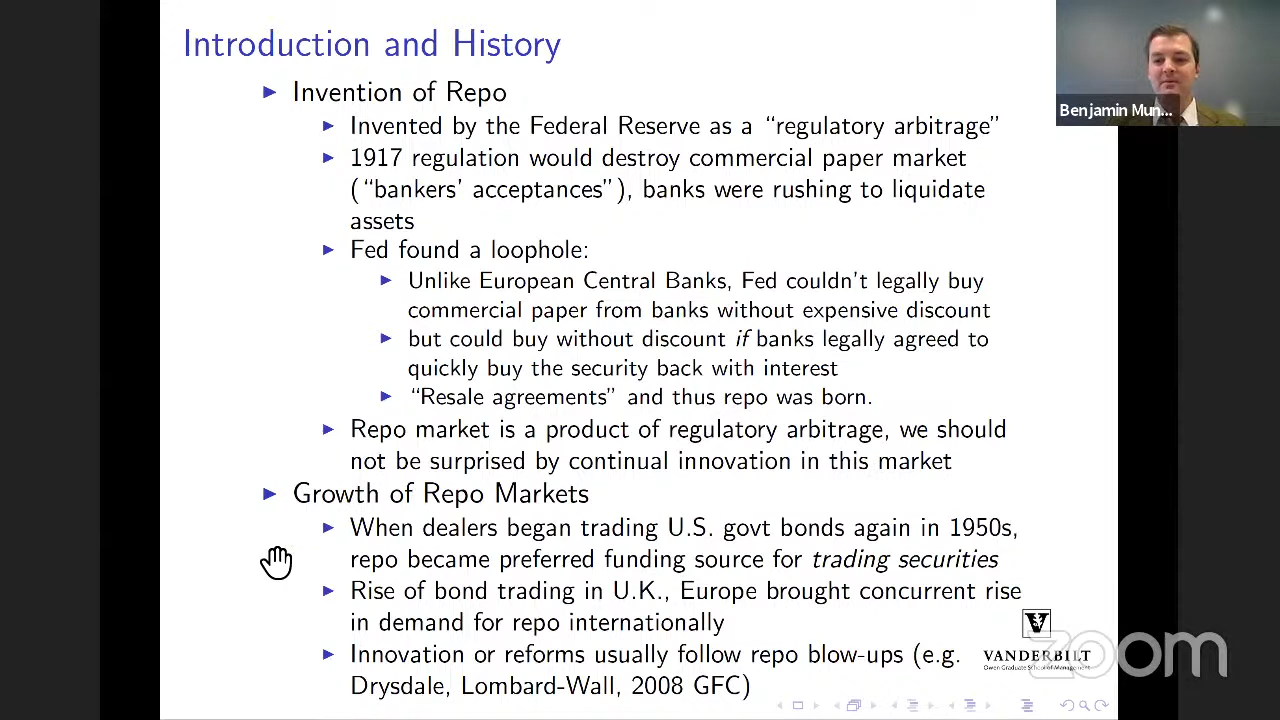 Introduction and History
Invention of Repo
Invented by the Federal Reserve as a “regulatory arbitrage”
1917 regulation would destroy commercial paper market
(“bankers’ acceptances”), banks were rushing to liquidate
assets
Fed found a loophole:
Unlike European Central Banks, Fed couldn’t legally buy
commercial paper from banks without expensive discount
but could buy without discount if banks legally agreed to
quickly buy the security back with interest
“Resale agreements” and thus repo was born.
Repo market is a product of regulatory arbitrage, we should
not be surprised by continual innovation in this market
Growth of Repo Markets
When dealers began trading U.S. govt bonds again in 1950s,
repo became preferred funding source for trading securities
Rise of bond trading in U.K., Europe brought concurrent rise
in demand for repo internationally
Innovation or reforms usually follow repo blow-ups (e.g.
Drysdale, Lombard-Wall, 2008 GFC)
Benjamin Mun...
V
VANDERBILT
Owen Graduate School of Management
zoom